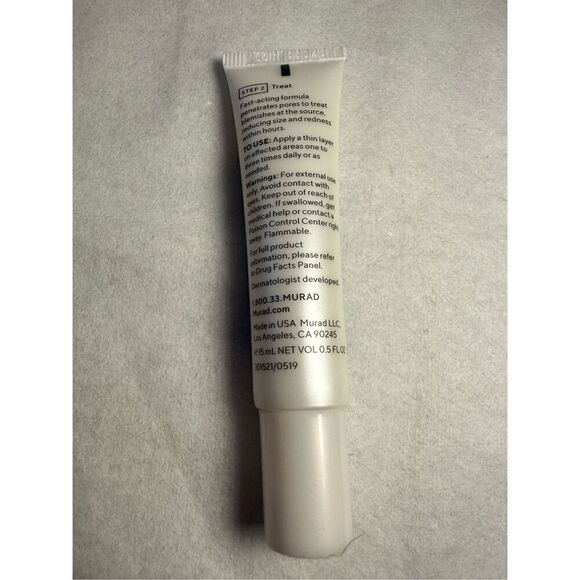 STEP 2 Treat
Fast-acting formula
penetrates pores to treat
blemishes at the source,
reducing size and redness
within hours.
TO USE: Apply a thin layer
on affected areas one to
three times daily or as
needed.
Warnings: For external use
only. Avoid contact with
eyes. Keep out of reach of
children. If swallowed, get
medical help or contact a
Poison Control Center right
away. Flammable.
For full product
information, please refer
to Drug Facts Panel.
Dermatologist developed.
1.800.33.MURAD
Murad.com
Made in USA Murad LLC,
Los Angeles, CA 90245
℮15 mL NET VOL 0.5 FL OZ
301521/0519